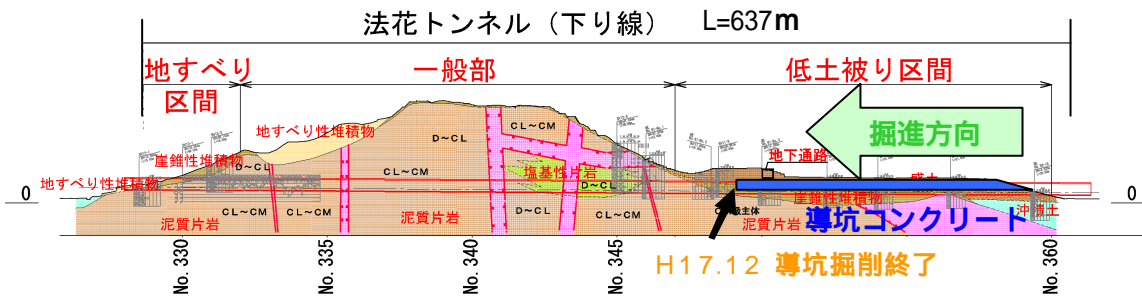 法花トンネル（下り線） L=637m
地すべり
区間
一般部
低土被り区間
掘進方向
地すべり性堆積物
崖錐性堆積物
地すべり性堆積物
D～CL
CL～CM
D～CL
CL～CM
塩基性片岩
D～CL
地下通路
盛土
崖錐性堆積物
沖積土
0
0
CL～CM
CL～CM
泥質片岩
泥質片岩
D～CL
CL～CM
泥質片岩
導坑コンクリート
H17.12 導坑掘削終了
No. 330
No. 335
No. 340
No. 345
No. 360